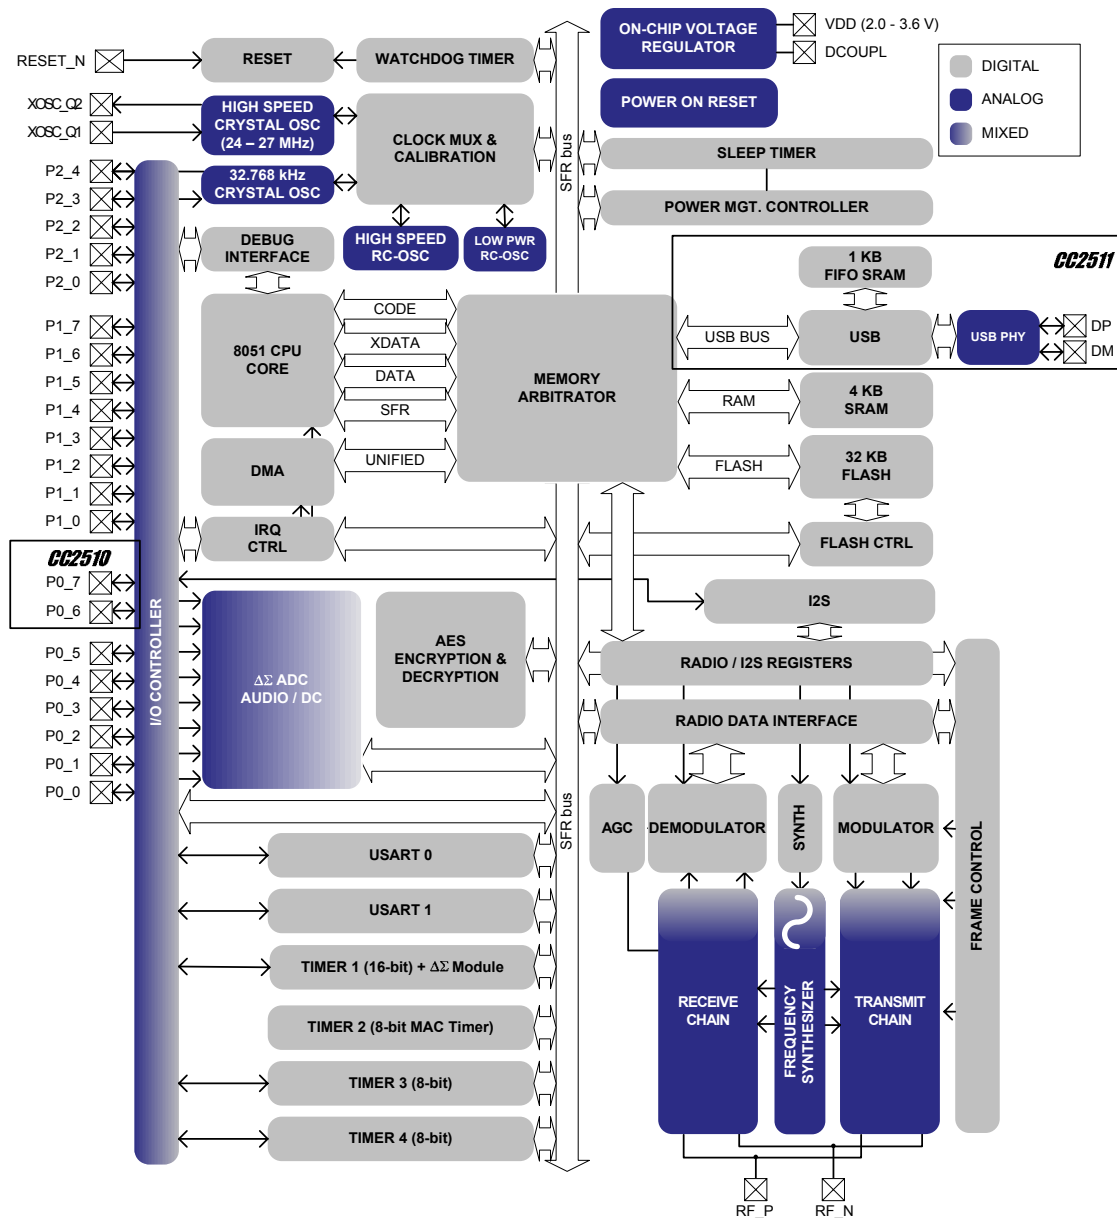 RESET_N
RESET
WATCHDOG TIMER
ON-CHIP VOLTAGE
REGULATOR
VDD (2.0 - 3.6 V)
DCOUPL
DIGITAL
ANALOG
MIXED
XOSC_Q2
XOSC_Q1
HIGH SPEED
CRYSTAL OSC
(24 – 27 MHz)
CLOCK MUX &
CALIBRATION
POWER ON RESET
SFR bus
SLEEP TIMER
POWER MGT. CONTROLLER
32.768 kHz
CRYSTAL OSC
HIGH SPEED
RC-OSC
LOW PWR
RC-OSC
P2_4
P2_3
P2_2
P2_1
P2_0
DEBUG
INTERFACE
CC2511
1 KB
FIFO SRAM
USB BUS
USB
USB PHY
DP
DM
P1_7
P1_6
P1_5
P1_4
P1_3
P1_2
P1_1
P1_0
8051 CPU
CORE
CODE
XDATA
DATA
SFR
MEMORY
ARBITRATOR
RAM
4 KB
SRAM
DMA
UNIFIED
FLASH
32 KB
FLASH
IRQ
CTRL
FLASH CTRL
CC2510
P0_7
P0_6
P0_5
P0_4
P0_3
P0_2
P0_1
P0_0
I/O CONTROLLER
ΔΣ ADC
AUDIO / DC
AES
ENCRYPTION &
DECRYPTION
I2S
RADIO / I2S REGISTERS
RADIO DATA INTERFACE
SFR bus
AGC
DEMODULATOR
SYNTH
MODULATOR
FRAME CONTROL
USART 0
USART 1
TIMER 1 (16-bit) + ΔΣ Module
TIMER 2 (8-bit MAC Timer)
TIMER 3 (8-bit)
TIMER 4 (8-bit)
RECEIVE
CHAIN
FREQUENCY
SYNTHESIZER
TRANSMIT
CHAIN
RF_P
RF_N